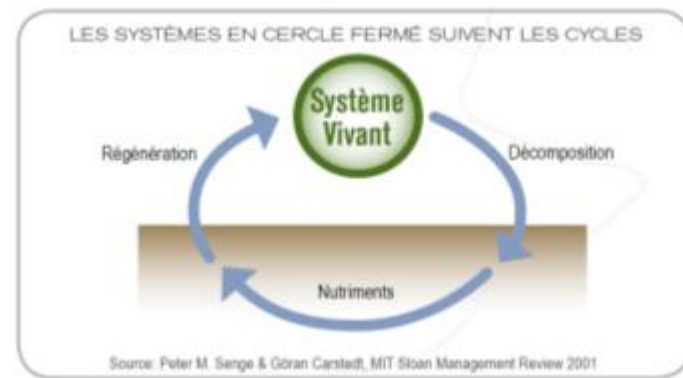 LES SYSTÈMES EN CERCLE FERMÉ SUIVENT LES CYCLES
Système
Vivant
Régénération
Décomposition
Nutriments
Source: Peter M. Senge & Göran Carstedt, MIT Sloan Management Review 2001